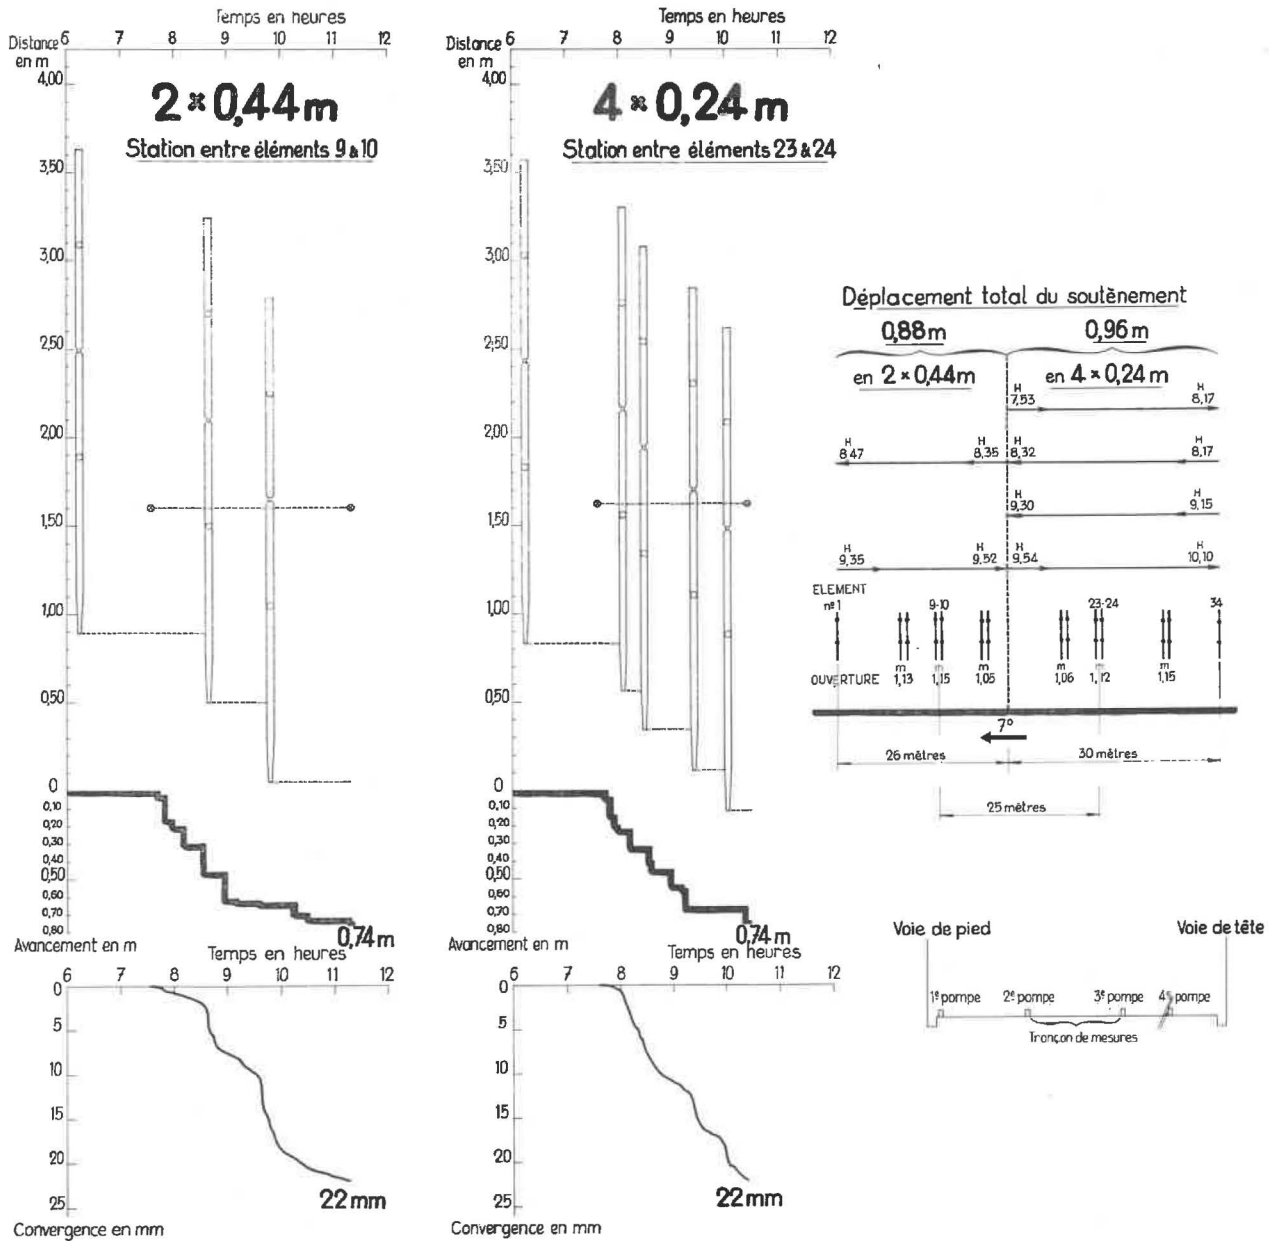 Temps en heures
Distance en m
6 7 8 9 10 11 12
4,00
2 × 0,44 m
Station entre éléments 9 & 10
3,50
3,00
2,50
2,00
1,50
1,00
0,50
0
0,10
0,20
0,30
0,40
0,50
0,60
0,70
0,80
0,74 m
Avancement en m
Temps en heures
6 7 8 9 10 11 12
0
5
10
15
20
25
22 mm
Convergence en mm
Temps en heures
Distance en m
6 7 8 9 10 11 12
4,00
4 × 0,24 m
Station entre éléments 23 & 24
3,50
3,00
2,50
2,00
1,50
1,00
0,50
0
0,10
0,20
0,30
0,40
0,50
0,60
0,70
0,80
0,74 m
Avancement en m
Temps en heures
6 7 8 9 10 11 12
0
5
10
15
20
25
22 mm
Convergence en mm
Déplacement total du soutènement
0,88 m 0,96 m
en 2 × 0,44 m en 4 × 0,24 m
H H
7,53 8,17
H H H H
8,47 8,35 8,32 8,17
H H
9,30 9,15
H H H H
9,35 9,52 9,54 10,10
ELEMENT
nº 1 9-10 23-24 34
m m m m m m
OUVERTURE 1,13 1,15 1,05 1,06 1,12 1,15
7°
26 mètres 30 mètres
25 mètres
Voie de pied Voie de tête
1º pompe 2º pompe 3º pompe 4º pompe
Tronçon de mesures